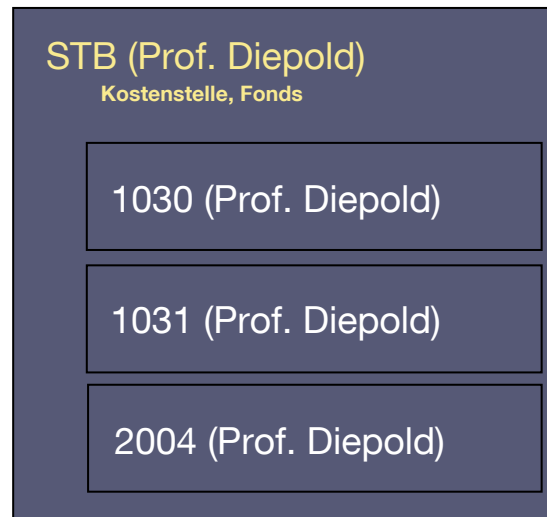 STB (Prof. Diepold)
Kostenstelle, Fonds
1030 (Prof. Diepold)
1031 (Prof. Diepold)
2004 (Prof. Diepold)